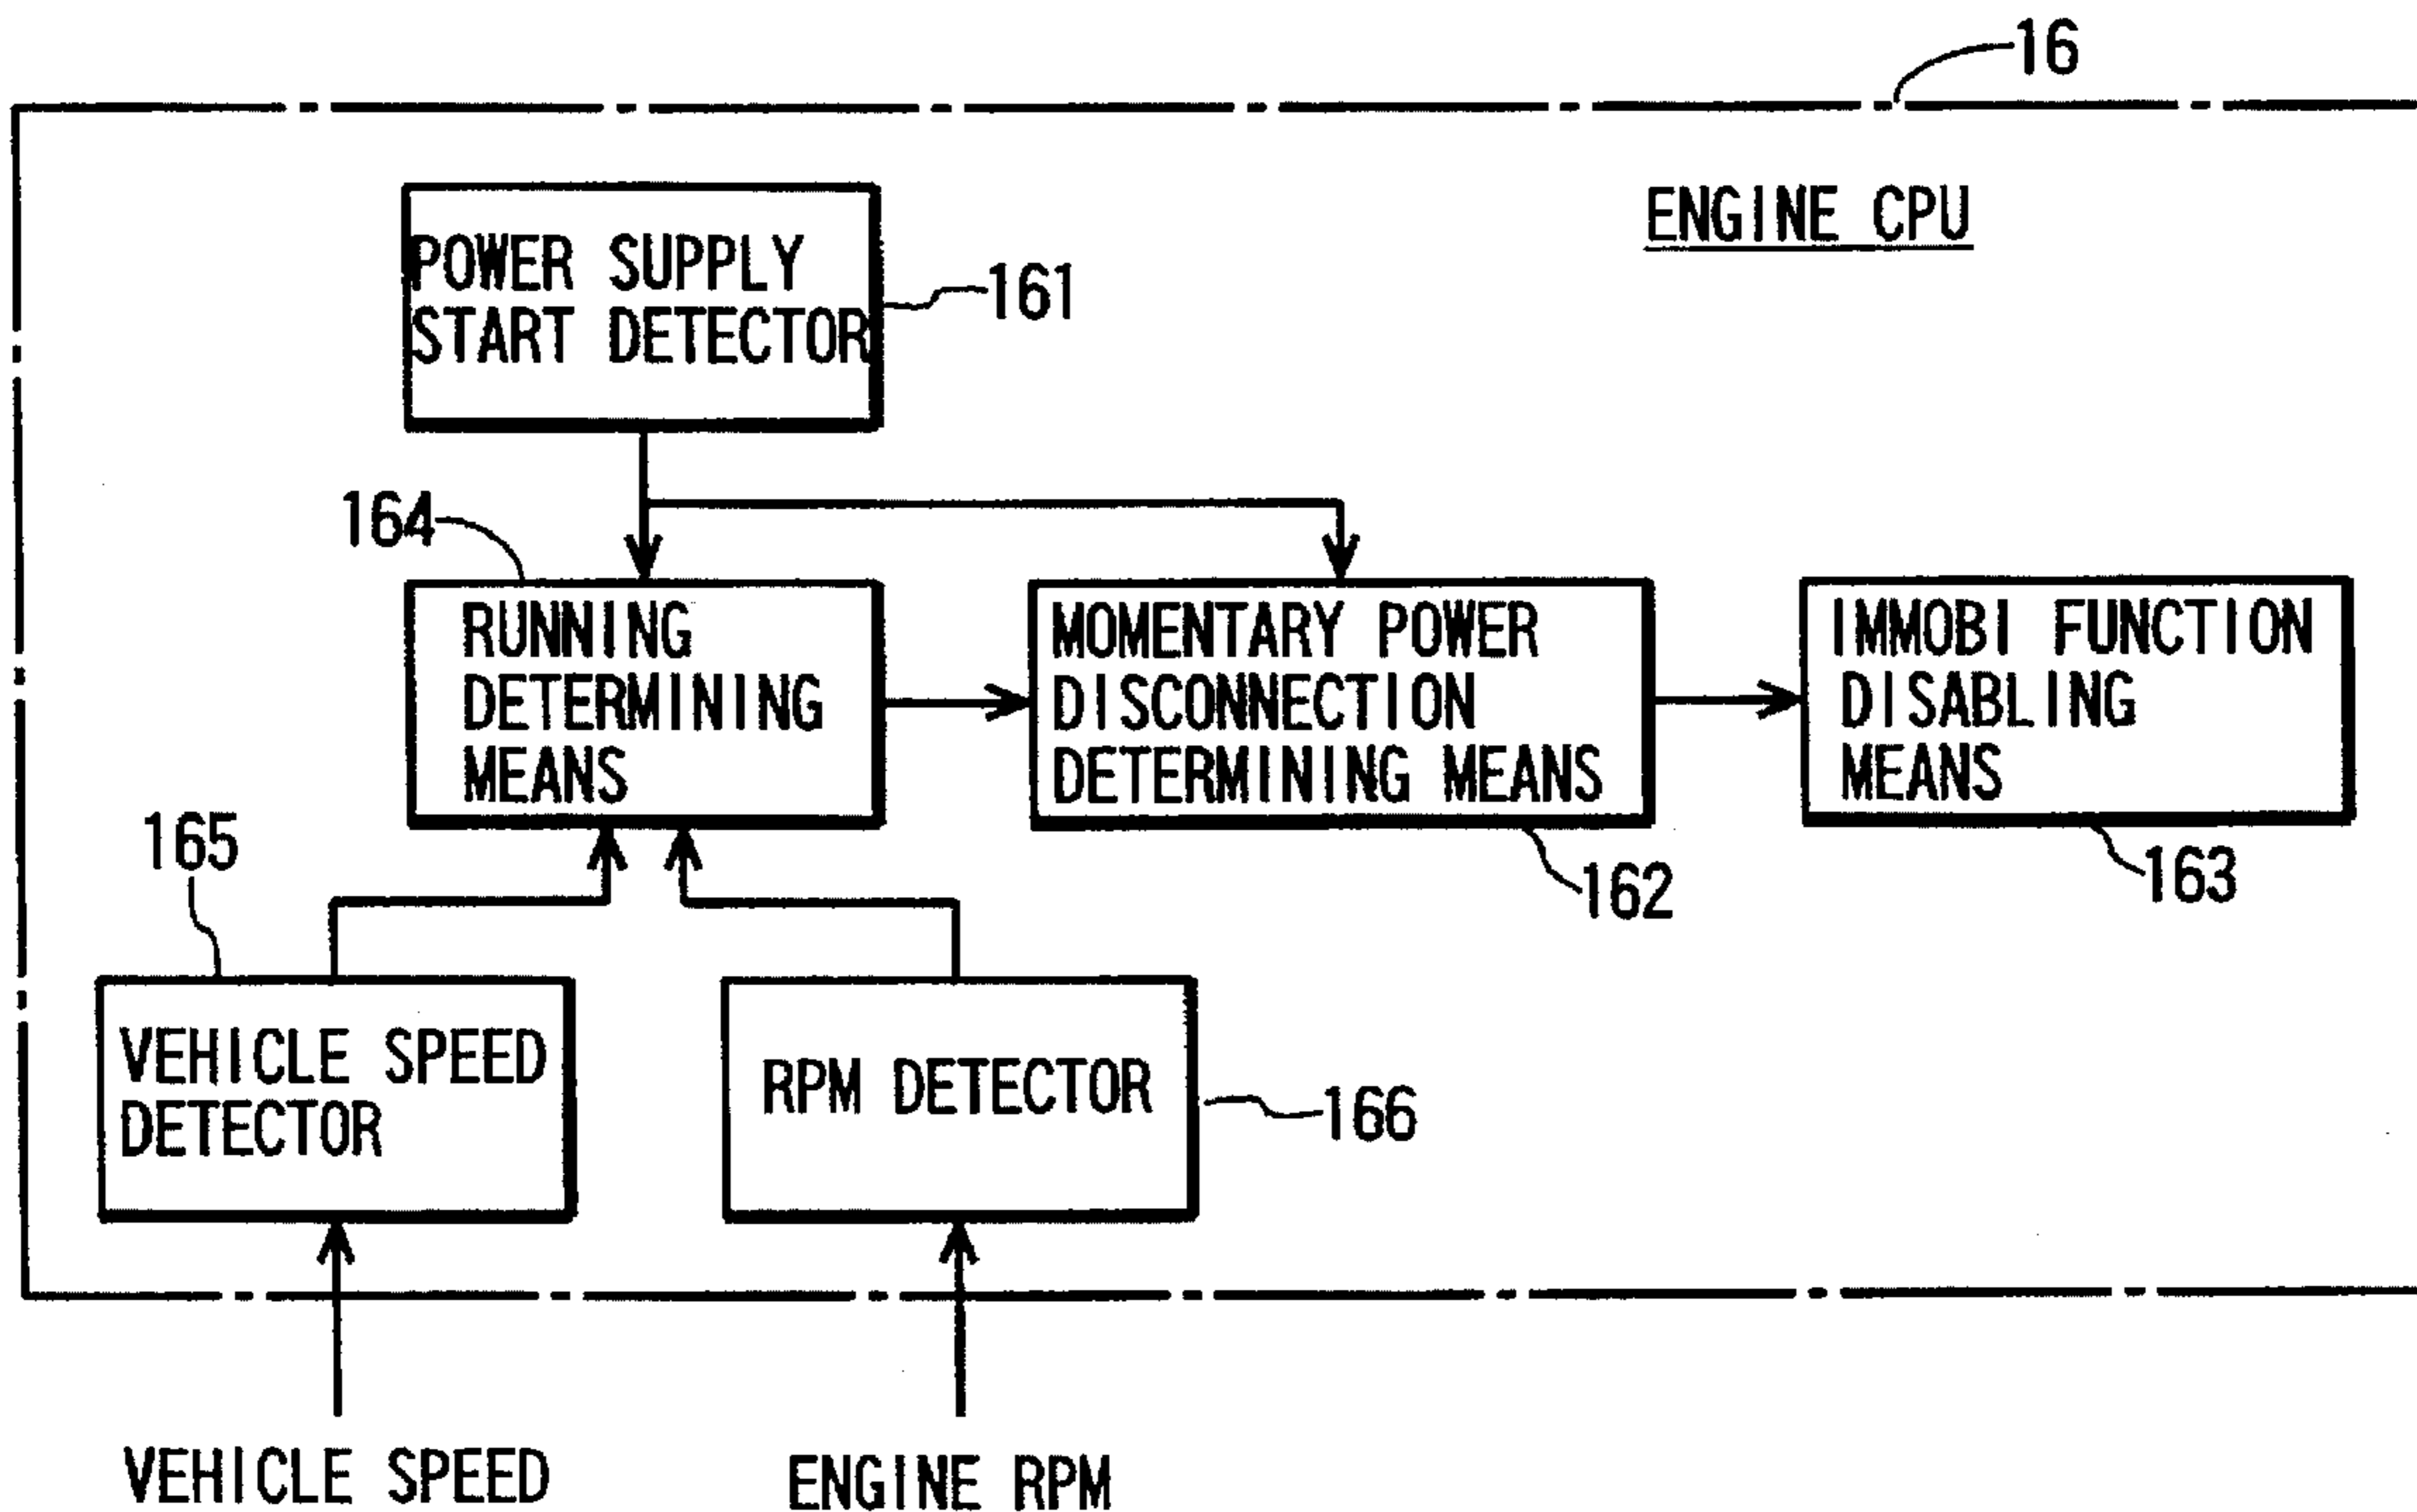 16
ENGINE CPU
POWER SUPPLY
START DETECTOR
161
164
RUNNING
DETERMINING
MEANS
MOMENTARY POWER
DISCONNECTION
DETERMINING MEANS
IMMOBI FUNCTION
DISABLING
MEANS
165
162
163
VEHICLE SPEED
DETECTOR
RPM DETECTOR
166
VEHICLE SPEED
ENGINE RPM